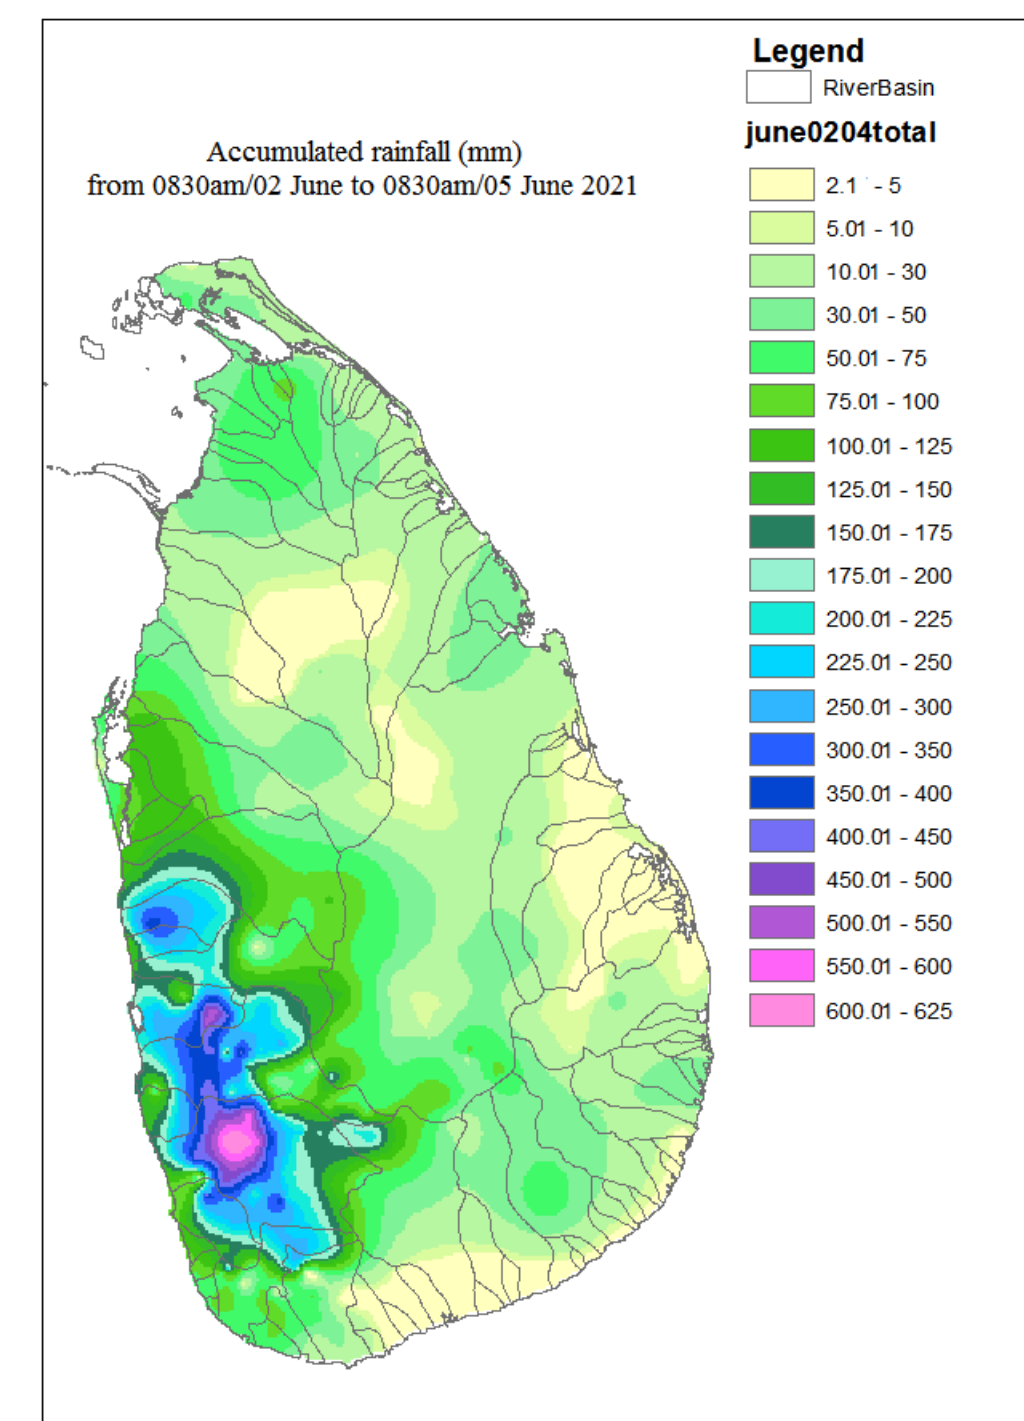 Legend
RiverBasin
june0204total
Accumulated rainfall (mm)
from 0830am/02 June to 0830am/05 June 2021
2.1 - 5
5.01 - 10
10.01 - 30
30.01 - 50
50.01 - 75
75.01 - 100
100.01 - 125
125.01 - 150
150.01 - 175
175.01 - 200
200.01 - 225
225.01 - 250
250.01 - 300
300.01 - 350
350.01 - 400
400.01 - 450
450.01 - 500
500.01 - 550
550.01 - 600
600.01 - 625